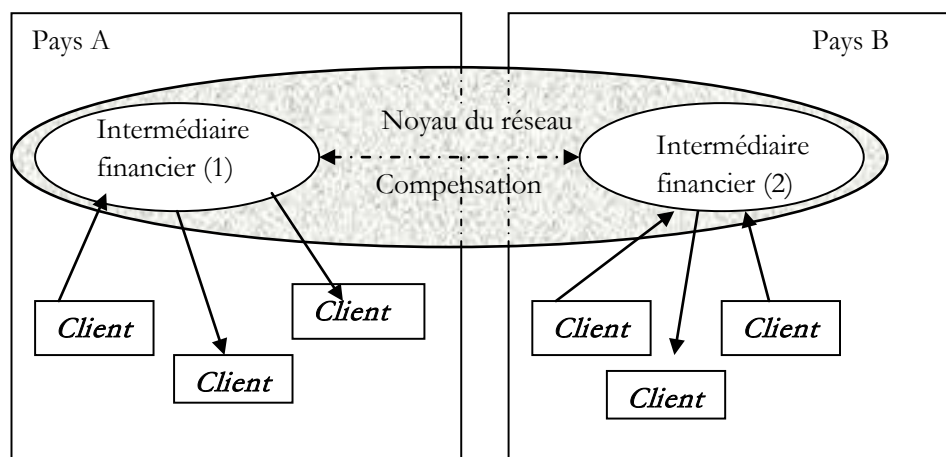 Pays A
Pays B
Noyau du réseau
Intermédiaire
financier (1)
Intermédiaire
financier (2)
Compensation
Client
Client
Client
Client
Client
Client